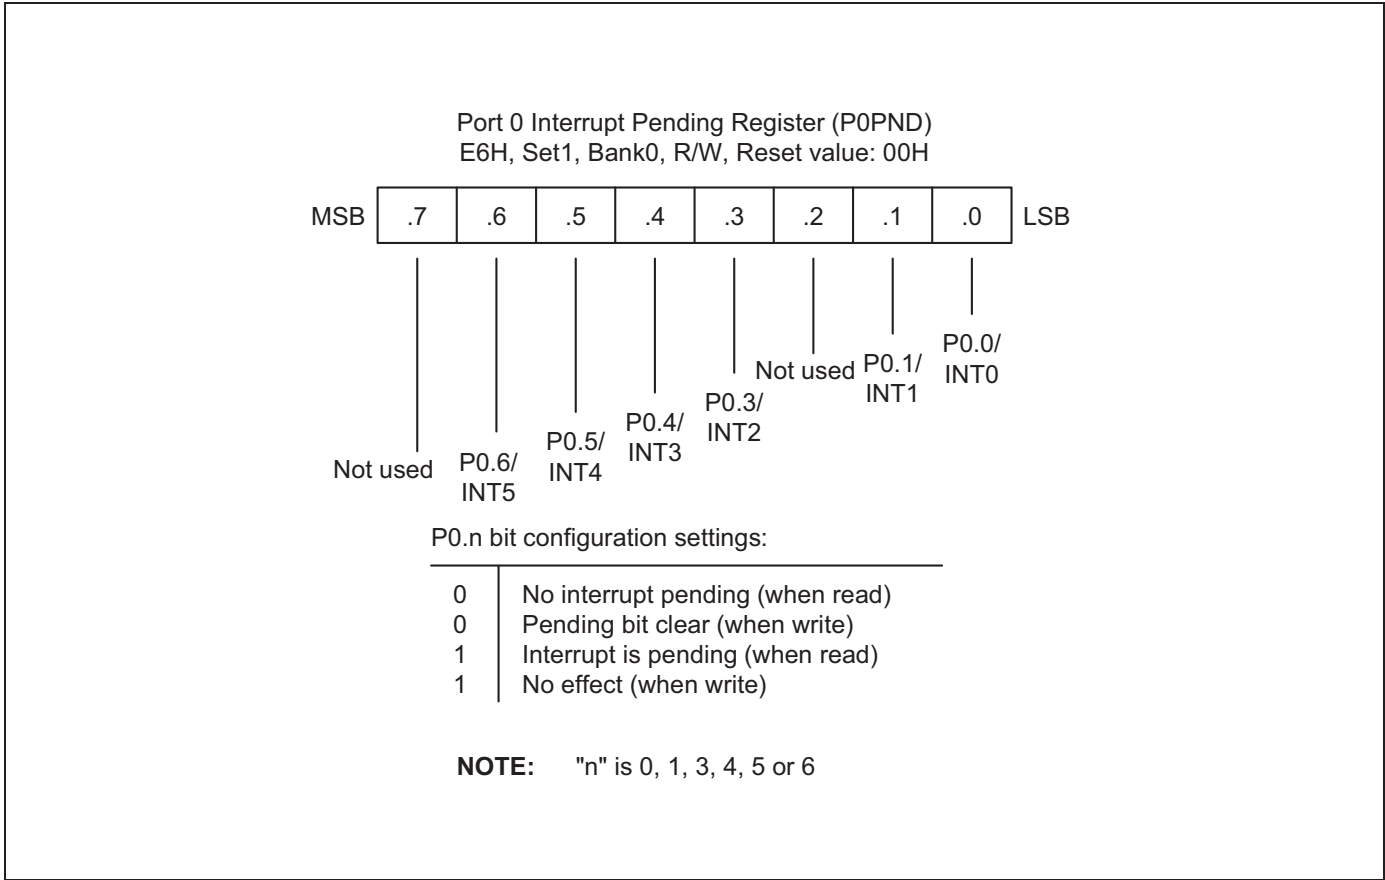 Port 0 Interrupt Pending Register (P0PND)
E6H, Set1, Bank0, R/W, Reset value: 00H
MSB .7 .6 .5 .4 .3 .2 .1 .0 LSB
Not used
P0.6/
INT5
P0.5/
INT4
P0.4/
INT3
P0.3/
INT2
Not used
P0.1/
INT1
P0.0/
INT0
P0.n bit configuration settings:
0 No interrupt pending (when read)
0 Pending bit clear (when write)
1 Interrupt is pending (when read)
1 No effect (when write)
NOTE: "n" is 0, 1, 3, 4, 5 or 6